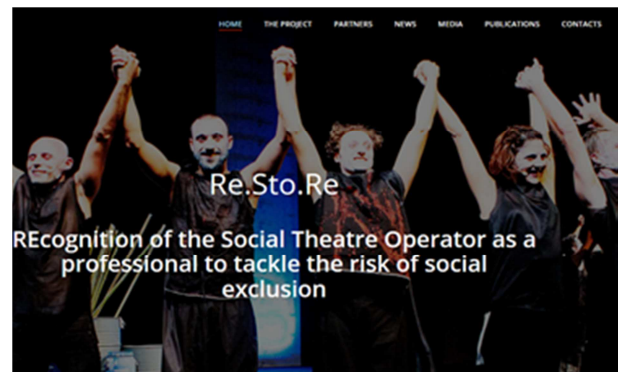 HOME THE PROJECT PARTNERS NEWS MEDIA PUBLICATIONS CONTACTS
Re.Sto.Re
REcognition of the Social Theatre Operator as a
professional to tackle the risk of social
exclusion